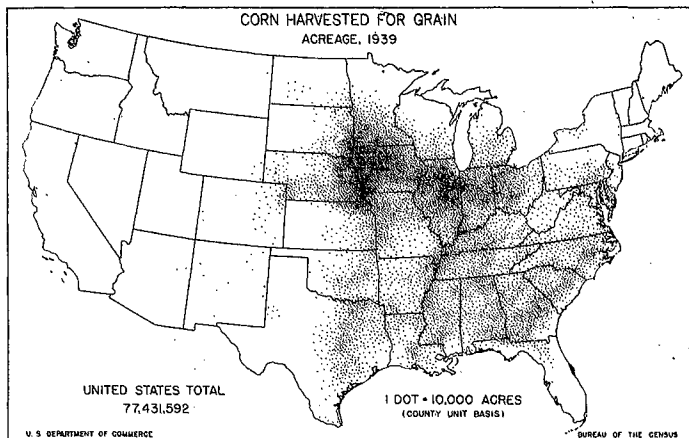 CORN HARVESTED FOR GRAIN
ACREAGE, 1939
UNITED STATES TOTAL
77,431,592
1 DOT = 10,000 ACRES
(COUNTY UNIT BASIS)
U. S DEPARTMENT OF COMMERCE
BUREAU OF THE CENSUS